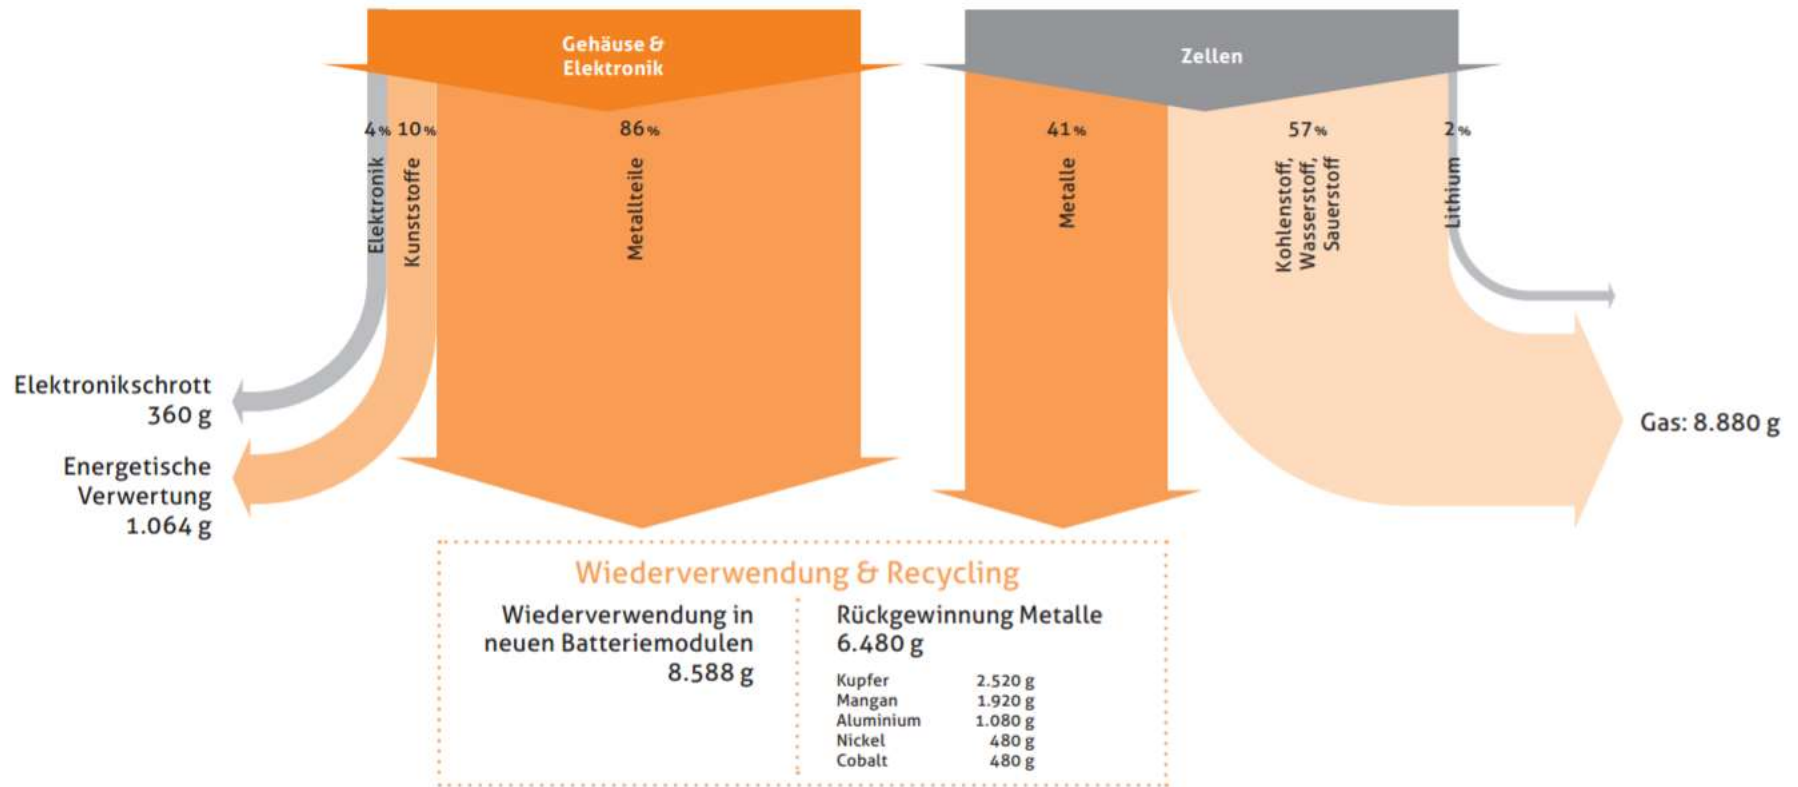 Gehäuse &
Elektronik
Zellen
4% 10%
86%
41%
57%
2%
Elektronik
Kunststoffe
Metallteile
Metalle
Kohlenstoff,
Wasserstoff,
Sauerstoff
Lithium
Elektronikschrott
360 g
Energetische
Verwertung
1.064 g
Gas: 8.880 g
Wiederverwendung & Recycling
Wiederverwendung in
neuen Batteriemodulen
8.588 g
Rückgewinnung Metalle
6.480 g
Kupfer 2.520 g
Mangan 1.920 g
Aluminium 1.080 g
Nickel 480 g
Cobalt 480 g